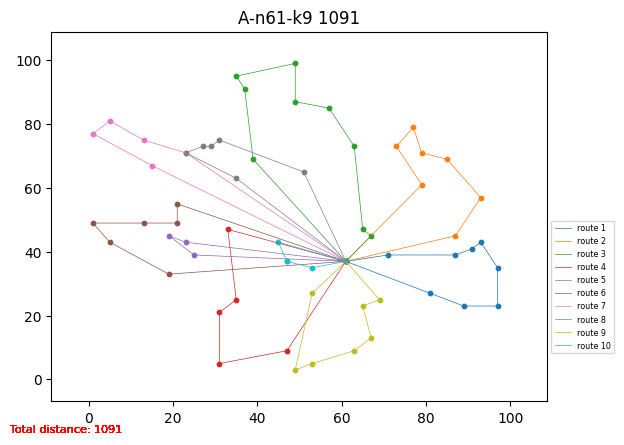 A-n61-k9 1091
100
80
60
40
20
0
0 20 40 60 80 100
route 1
route 2
route 3
route 4
route 5
route 6
route 7
route 8
route 9
route 10
Total distance: 1091